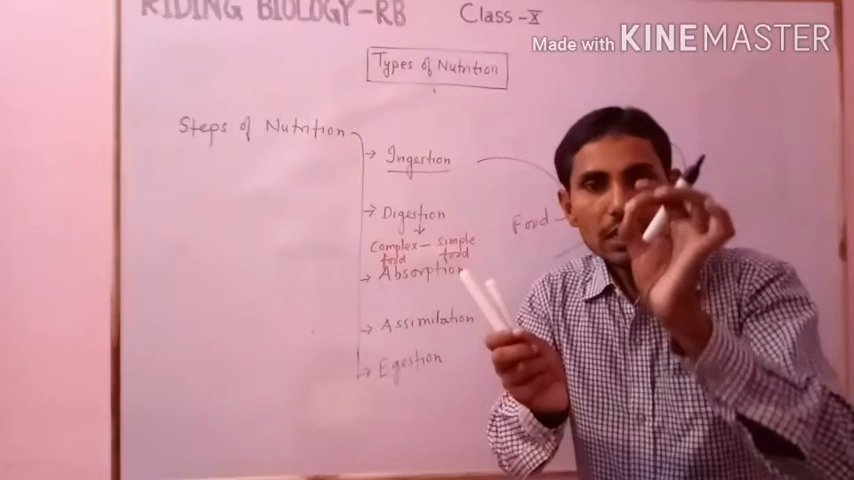 RIDING BIOLOGY-RB
Class-X
Made with KINEMASTER
Types of Nutrition
Steps of Nutrition
→ Ingestion
→ Digestion
↓
Complex — simple
food food
→ Absorption
→ Assimilation
→ Egestion
Food